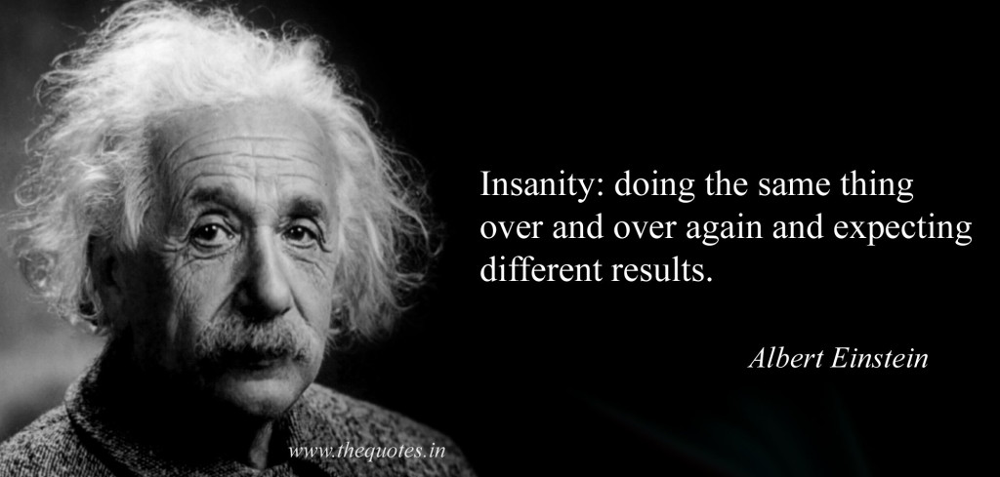 Insanity: doing the same thing
over and over again and expecting
different results.
Albert Einstein
www.thequotes.in